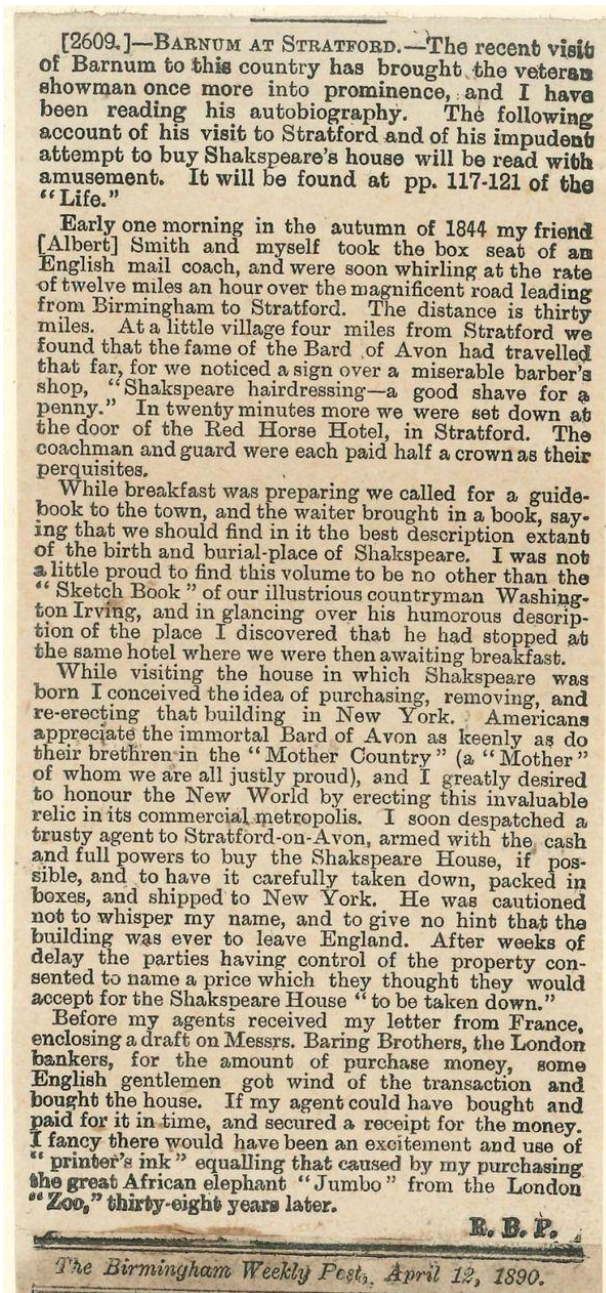 [2609.]—BARNUM AT STRATFORD.—The recent visit
of Barnum to this country has brought the veteran
showman once more into prominence, and I have
been reading his autobiography. The following
account of his visit to Stratford and of his impudent
attempt to buy Shakspeare's house will be read with
amusement. It will be found at pp. 117-121 of the
"Life."
Early one morning in the autumn of 1844 my friend
[Albert] Smith and myself took the box seat of an
English mail coach, and were soon whirling at the rate
of twelve miles an hour over the magnificent road leading
from Birmingham to Stratford. The distance is thirty
miles. At a little village four miles from Stratford we
found that the fame of the Bard of Avon had travelled
that far, for we noticed a sign over a miserable barber's
shop, "Shakspeare hairdressing—a good shave for a
penny." In twenty minutes more we were set down at
the door of the Red Horse Hotel, in Stratford. The
coachman and guard were each paid half a crown as their
perquisites.
While breakfast was preparing we called for a guide-
book to the town, and the waiter brought in a book, say-
ing that we should find in it the best description extant
of the birth and burial-place of Shakspeare. I was not
a little proud to find this volume to be no other than the
"Sketch Book" of our illustrious countryman Washing-
ton Irving, and in glancing over his humorous descrip-
tion of the place I discovered that he had stopped at
the same hotel where we were then awaiting breakfast.
While visiting the house in which Shakspeare was
born I conceived the idea of purchasing, removing, and
re-erecting that building in New York. Americans
appreciate the immortal Bard of Avon as keenly as do
their brethren in the "Mother Country" (a "Mother"
of whom we are all justly proud), and I greatly desired
to honour the New World by erecting this invaluable
relic in its commercial metropolis. I soon despatched a
trusty agent to Stratford-on-Avon, armed with the cash
and full powers to buy the Shakspeare House, if pos-
sible, and to have it carefully taken down, packed in
boxes, and shipped to New York. He was cautioned
not to whisper my name, and to give no hint that the
building was ever to leave England. After weeks of
delay the parties having control of the property con-
sented to name a price which they thought they would
accept for the Shakspeare House "to be taken down."
Before my agents received my letter from France,
enclosing a draft on Messrs. Baring Brothers, the London
bankers, for the amount of purchase money, some
English gentlemen got wind of the transaction and
bought the house. If my agent could have bought and
paid for it in time, and secured a receipt for the money.
I fancy there would have been an excitement and use of
"printer's ink" equalling that caused by my purchasing
the great African elephant "Jumbo" from the London
"Zoo," thirty-eight years later.
R. B. P.
The Birmingham Weekly Post, April 12, 1890.